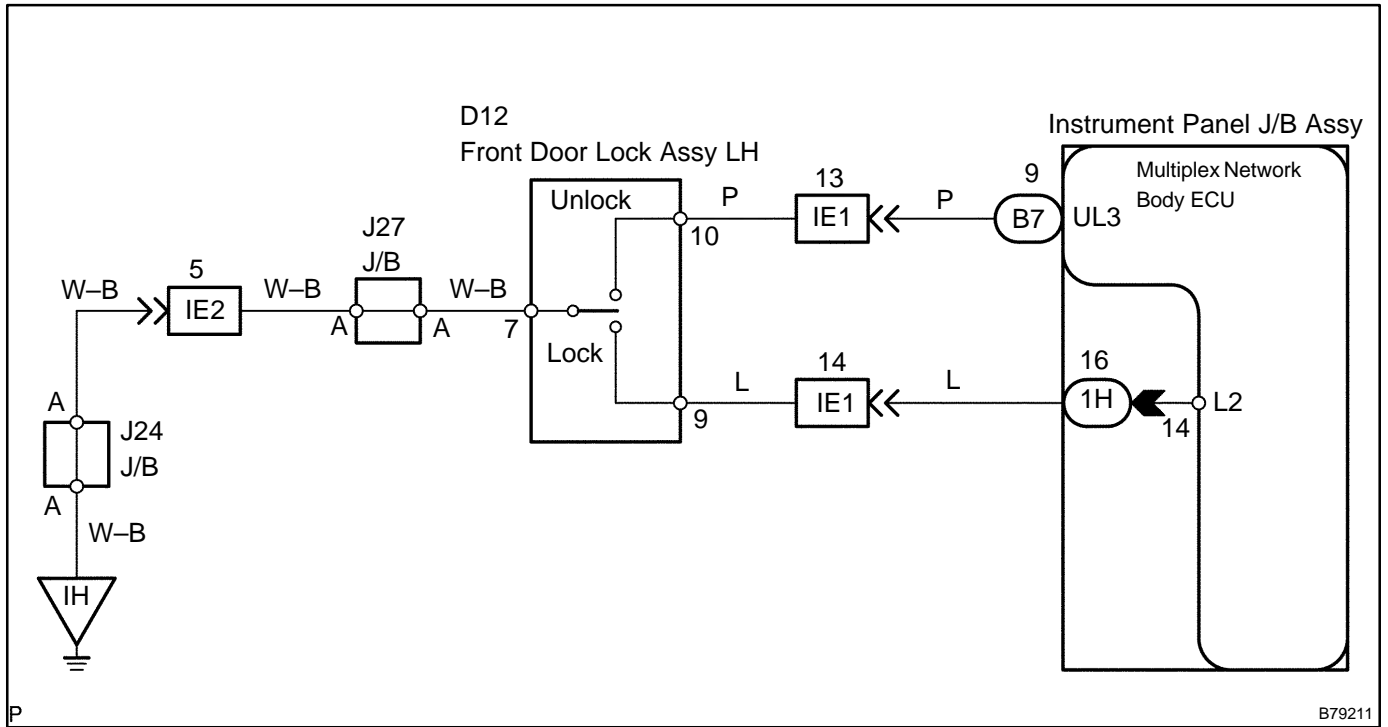 D12
Front Door Lock Assy LH
Instrument Panel J/B Assy
Multiplex Network
Body ECU
Unlock
P
13
IE1
P
9
B7
UL3
10
J27
J/B
5
W–B
IE2
W–B
W–B
A
A
7
Lock
14
L
IE1
L
16
1H
L2
14
9
A
J24
J/B
A
W–B
IH
P
B79211